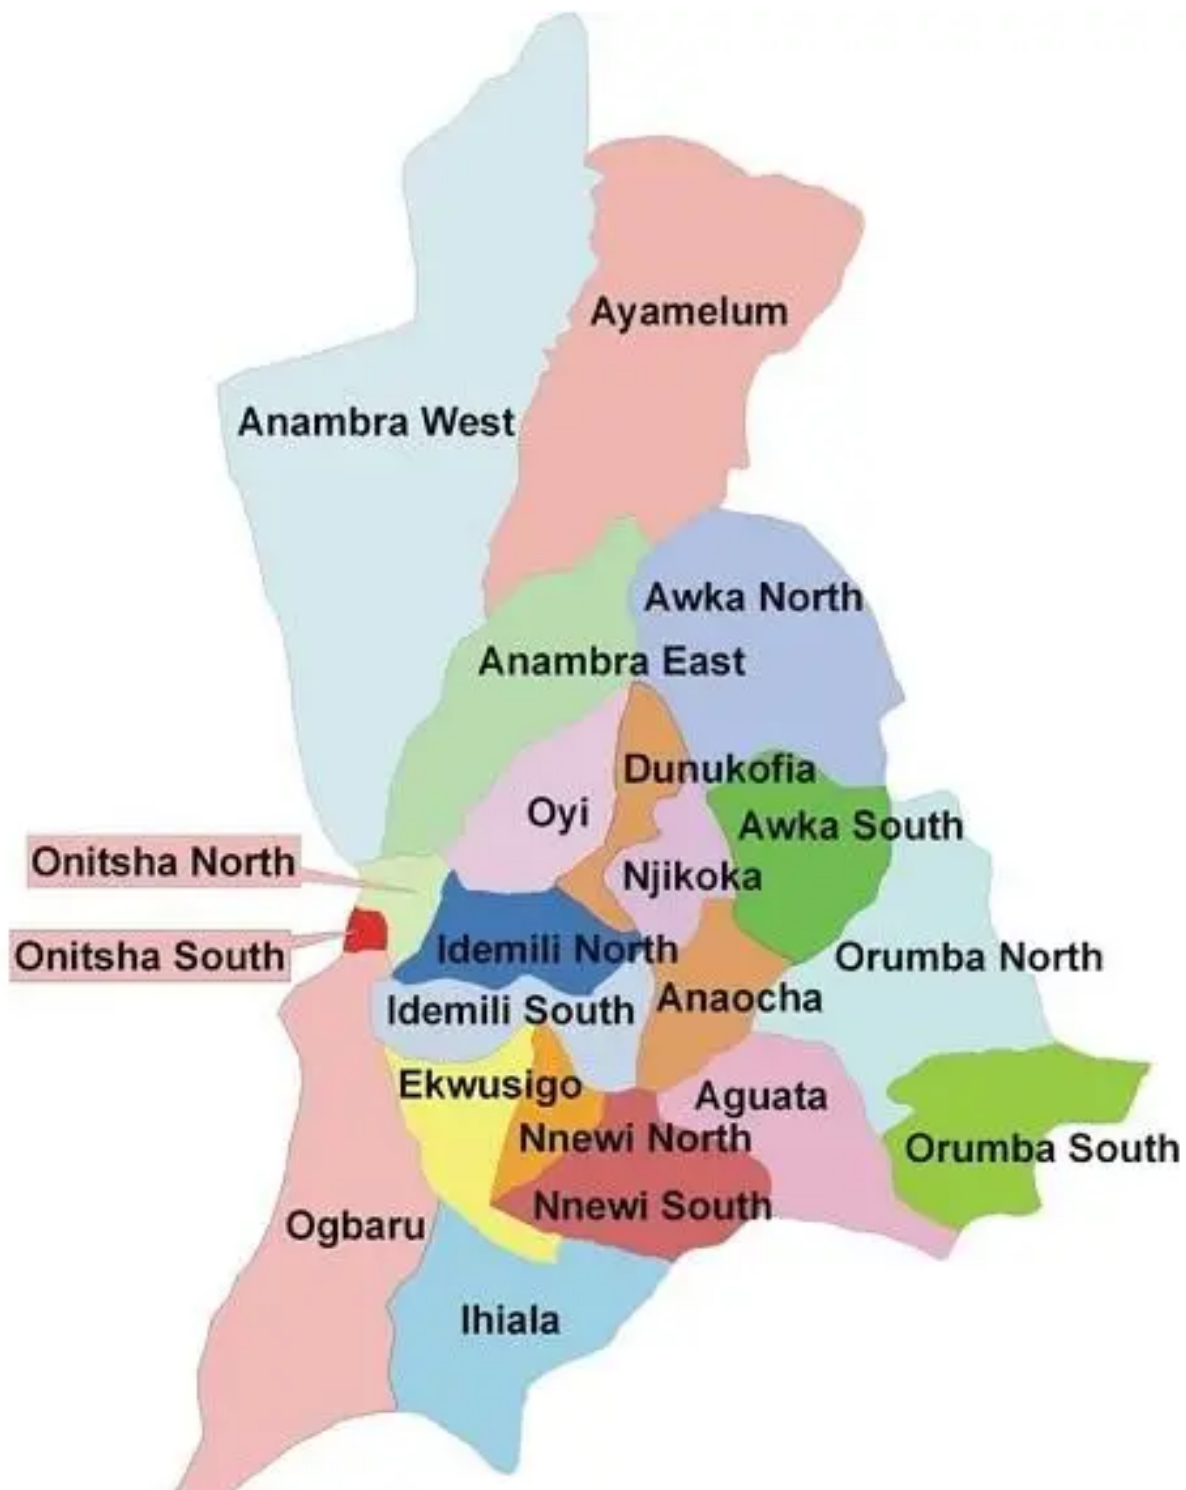 Ayamelum
Anambra West
Awka North
Anambra East
Dunukofia
Oyi
Awka South
Onitsha North
Njikoka
Idemili North
Onitsha South
Orumba North
Anaocha
Idemili South
Ekwusigo
Aguata
Nnewi North
Orumba South
Nnewi South
Ogbaru
Ihiala